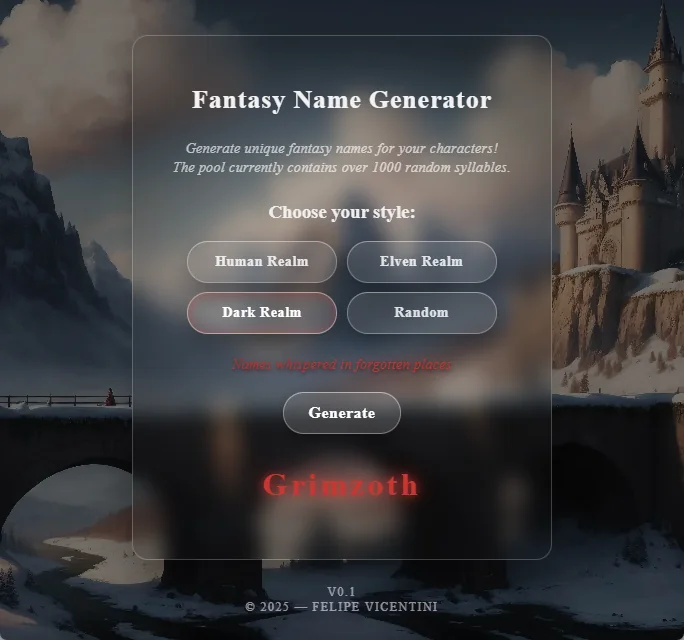 Fantasy Name Generator
Generate unique fantasy names for your characters!
The pool currently contains over 1000 random syllables.
Choose your style:
Human Realm
Elven Realm
Dark Realm
Random
Names whispered in forgotten places
Generate
Grimzoth
V0.1
© 2025 — FELIPE VICENTINI